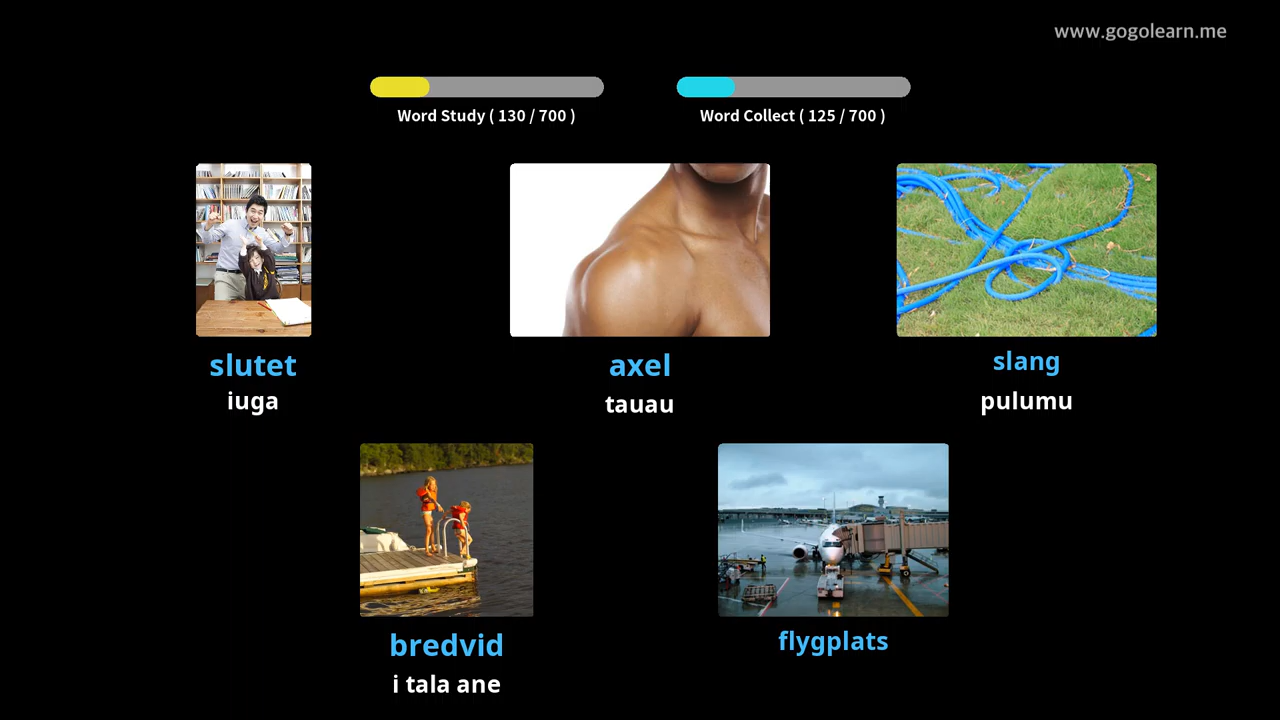 www.gogolearn.me
Word Study ( 130 / 700 )
Word Collect ( 125 / 700 )
slutet
iuga
axel
tauau
slang
pulumu
bredvid
i tala ane
flygplats